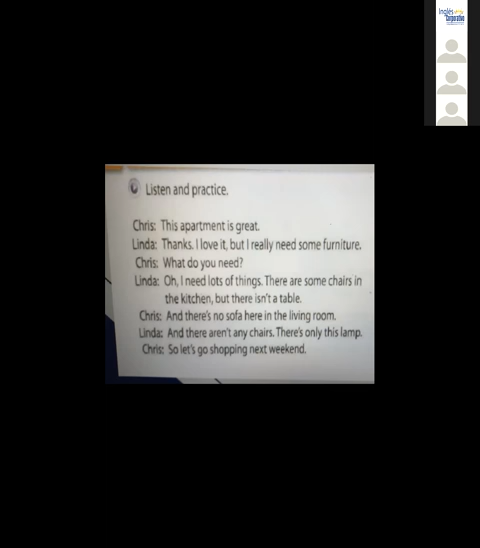 Inglés
Corporativo
Listen and practice.
Chris: This apartment is great.
Linda: Thanks. I love it, but I really need some furniture.
Chris: What do you need?
Linda: Oh, I need lots of things. There are some chairs in
the kitchen, but there isn't a table.
Chris: And there's no sofa here in the living room.
Linda: And there aren't any chairs. There's only this lamp.
Chris: So let's go shopping next weekend.